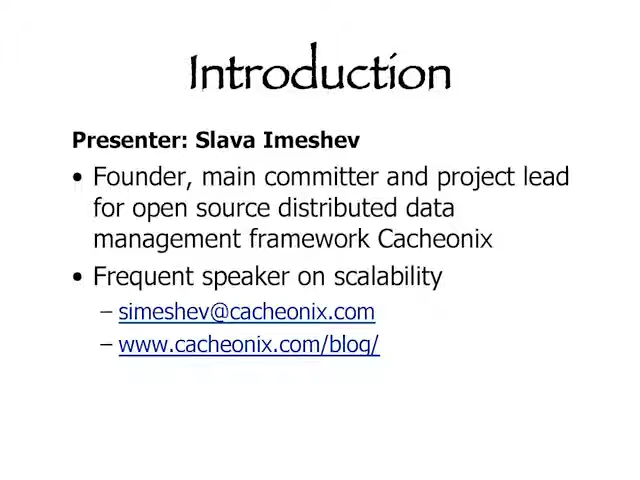 Introduction
Presenter: Slava Imeshev
• Founder, main committer and project lead
for open source distributed data
management framework Cacheonix
• Frequent speaker on scalability
– simeshev@cacheonix.com
– www.cacheonix.com/blog/